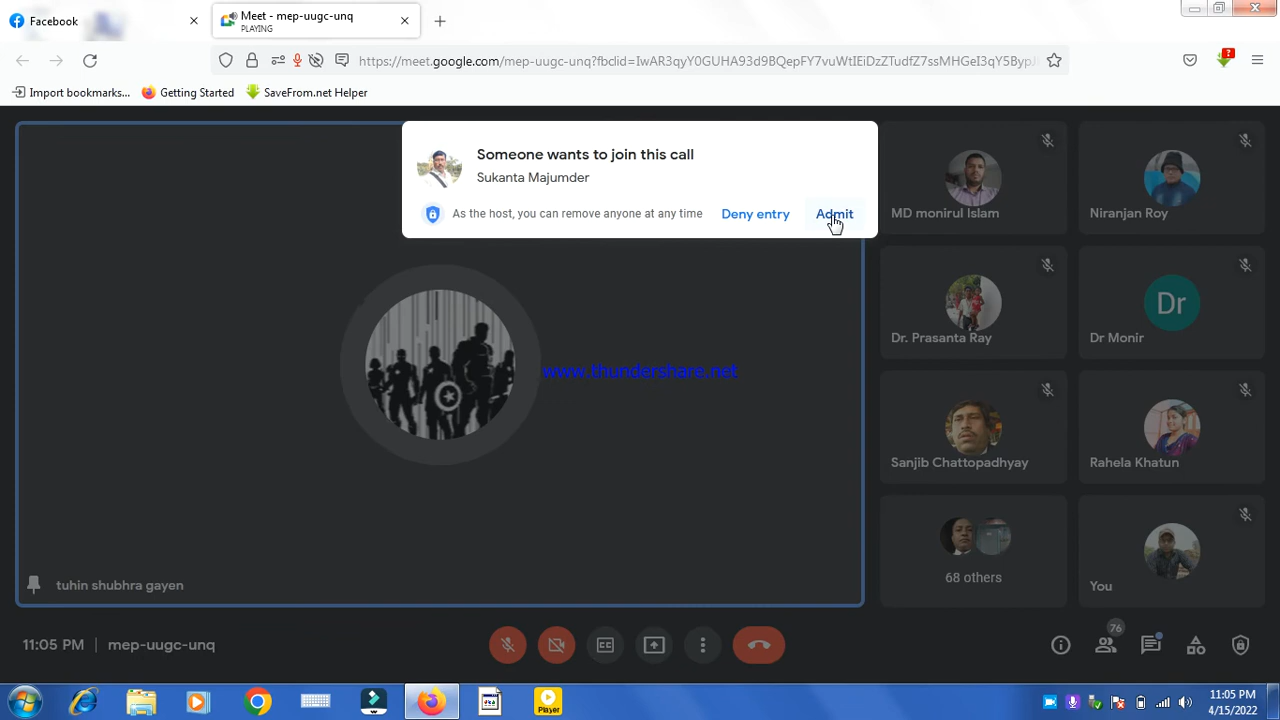 Facebook
Meet - mep-uugc-unq
PLAYING
https://meet.google.com/mep-uugc-unq?fbclid=IwAR3qyY0GUHA93d9BQepFY7vuWtIEiDzZTudfZ7ssMHGeI3qY5BypJ
Import bookmarks...
Getting Started
SaveFrom.net Helper
Someone wants to join this call
Sukanta Majumder
As the host, you can remove anyone at any time
Deny entry
Admit
MD monirul Islam
Niranjan Roy
Dr. Prasanta Ray
Dr
Dr Monir
www.thundershare.net
Sanjib Chattopadhyay
Rahela Khatun
68 others
You
tuhin shubhra gayen
11:05 PM | mep-uugc-unq
CC
76
Player
11:05 PM
4/15/2022